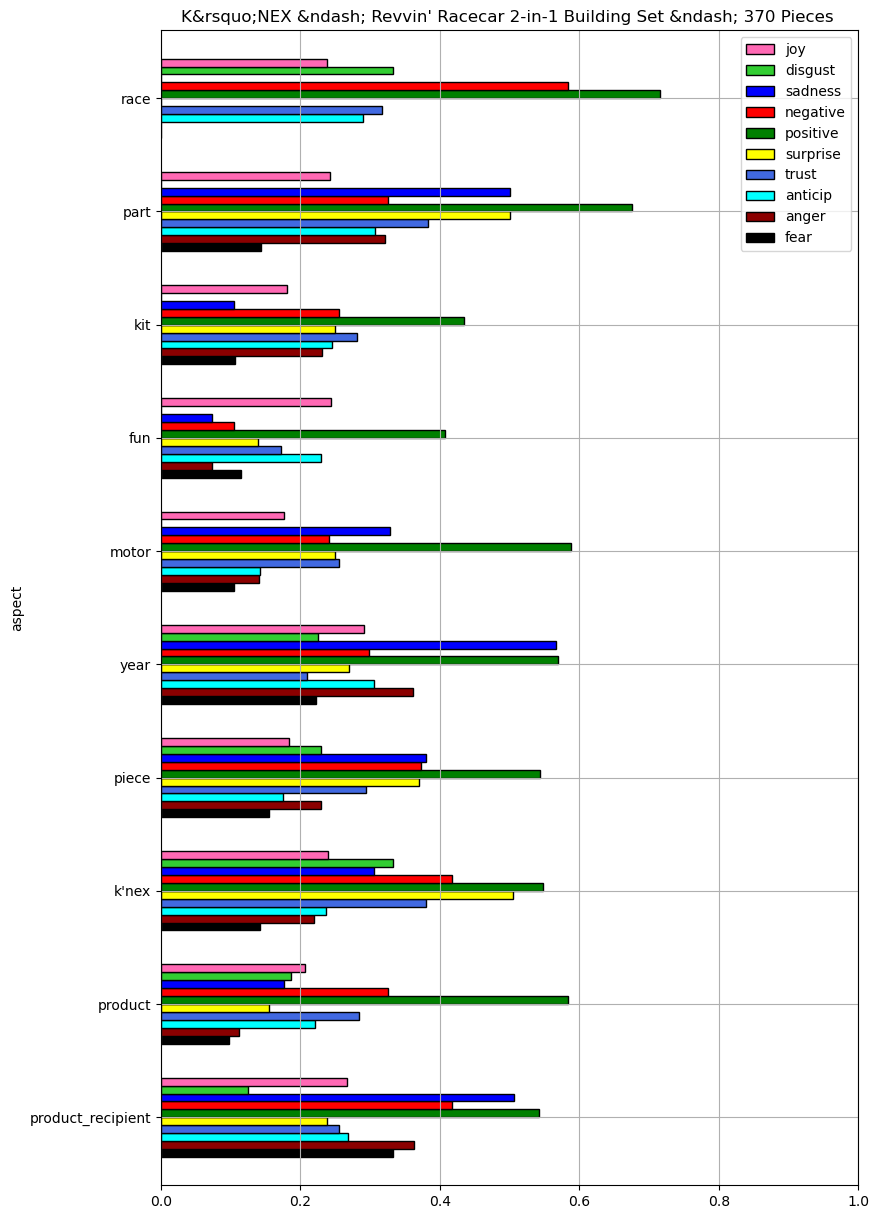 K&rsquo;NEX &ndash; Revvin' Racecar 2-in-1 Building Set &ndash; 370 Pieces
joy
disgust
sadness
negative
positive
surprise
trust
anticip
anger
fear
race
part
kit
fun
motor
year
piece
k'nex
product
product_recipient
aspect
0.0 0.2 0.4 0.6 0.8 1.0